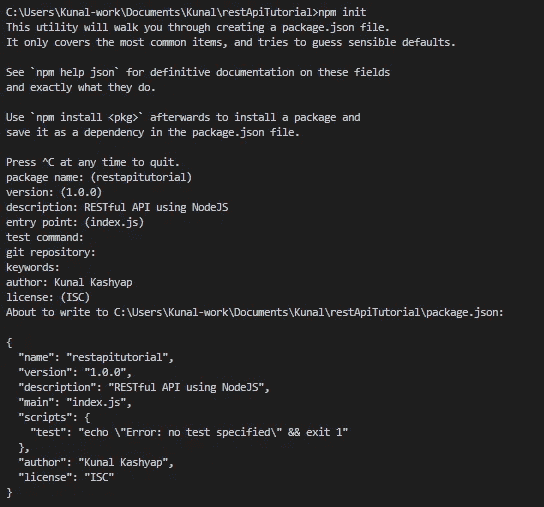 C:\Users\Kunal-work\Documents\Kunal\restApiTutorial>npm init
This utility will walk you through creating a package.json file.
It only covers the most common items, and tries to guess sensible defaults.

See `npm help json` for definitive documentation on these fields
and exactly what they do.

Use `npm install <pkg>` afterwards to install a package and
save it as a dependency in the package.json file.

Press ^C at any time to quit.
package name: (restapitutorial)
version: (1.0.0)
description: RESTful API using NodeJS
entry point: (index.js)
test command:
git repository:
keywords:
author: Kunal Kashyap
license: (ISC)
About to write to C:\Users\Kunal-work\Documents\Kunal\restApiTutorial\package.json:

{
  "name": "restapitutorial",
  "version": "1.0.0",
  "description": "RESTful API using NodeJS",
  "main": "index.js",
  "scripts": {
    "test": "echo \"Error: no test specified\" && exit 1"
  },
  "author": "Kunal Kashyap",
  "license": "ISC"
}